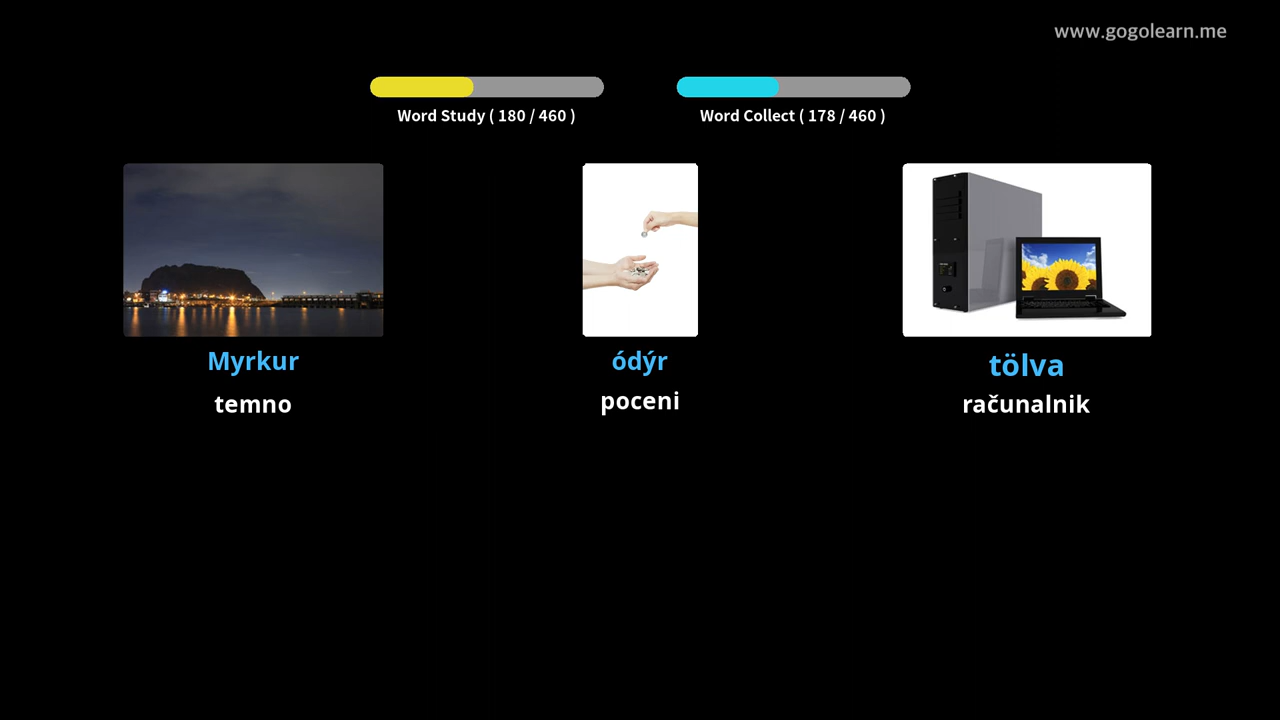 www.gogolearn.me
Word Study ( 180 / 460 )
Word Collect ( 178 / 460 )
Myrkur
ódýr
tölva
temno
poceni
računalnik